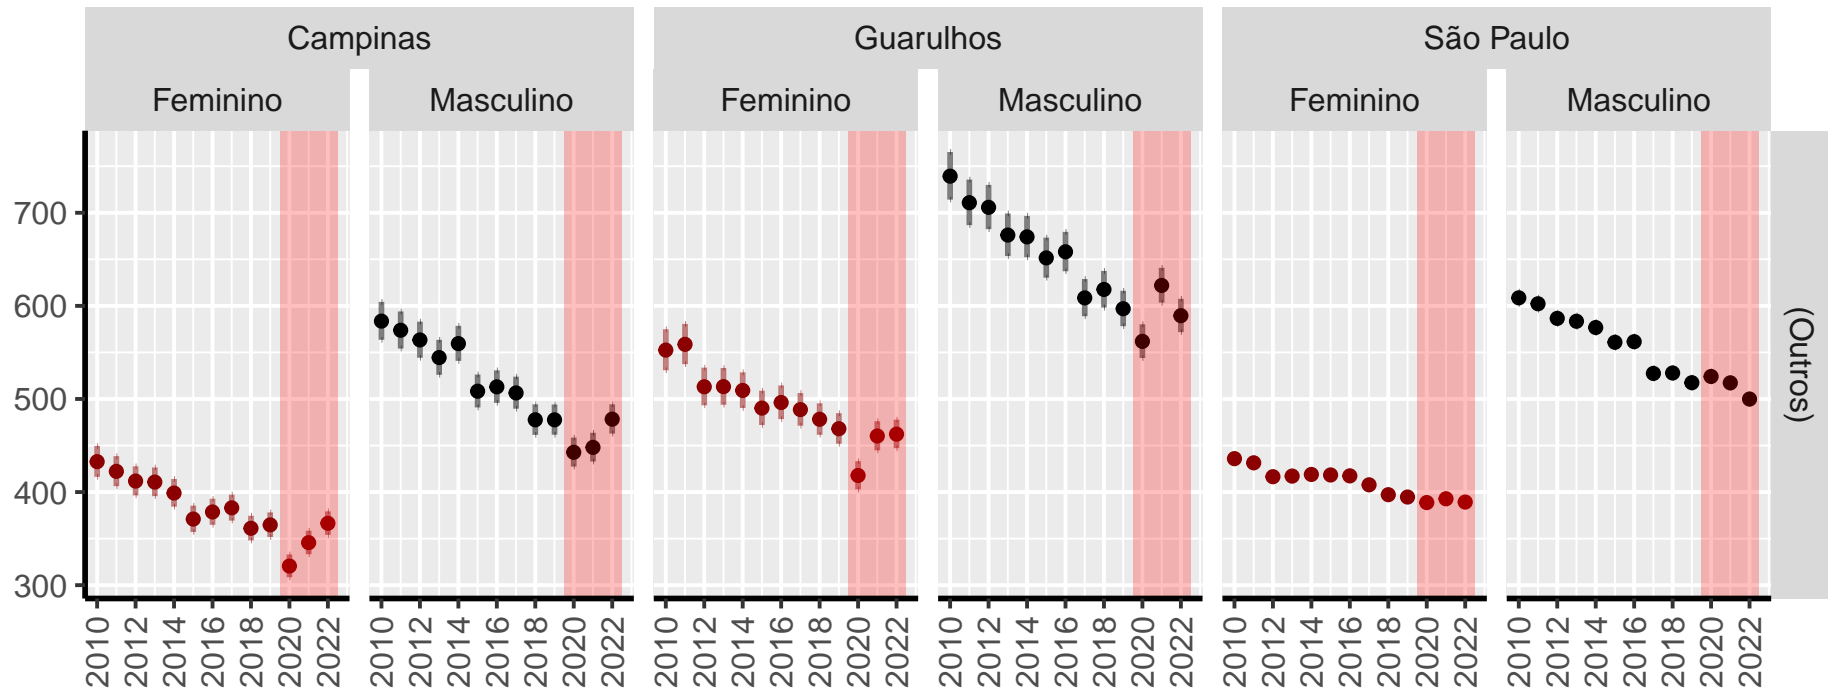 Campinas Guarulhos São Paulo
Feminino Masculino Feminino Masculino Feminino Masculino
700
600
500
400
300
(Outros)
2010 2012 2014 2016 2018 2020 2022 2010 2012 2014 2016 2018 2020 2022 2010 2012 2014 2016 2018 2020 2022 2010 2012 2014 2016 2018 2020 2022 2010 2012 2014 2016 2018 2020 2022 2010 2012 2014 2016 2018 2020 2022